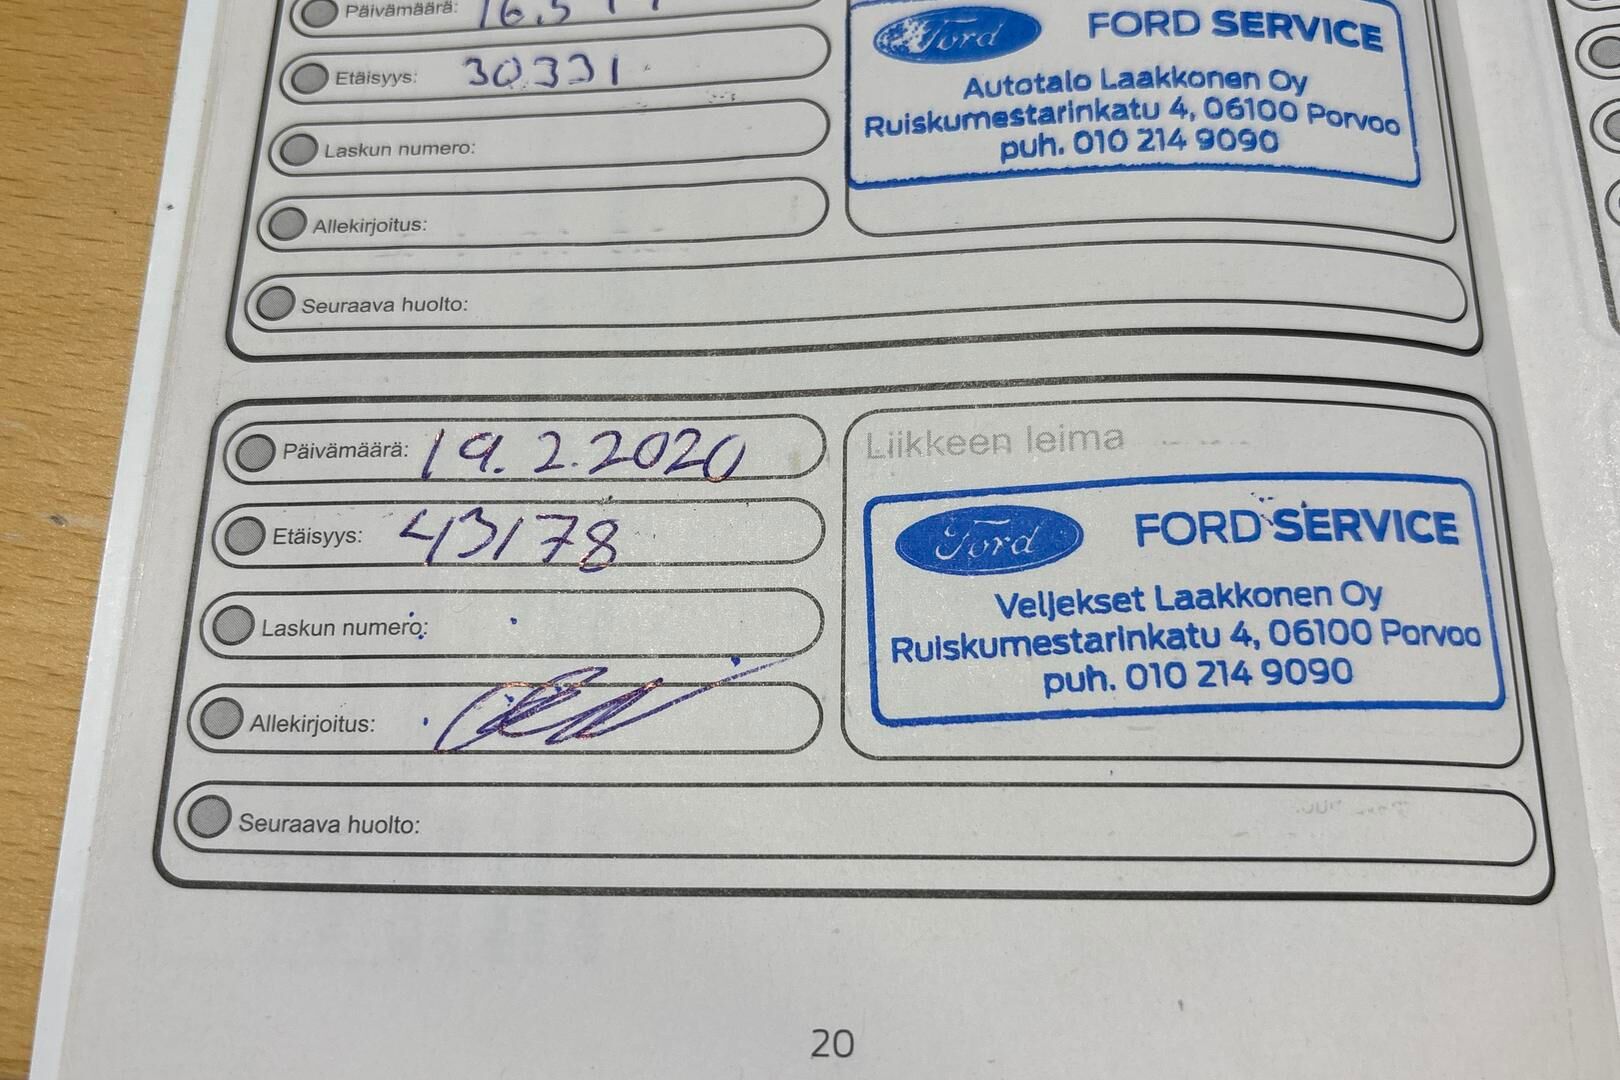 Päivämäärä: 16.5
Etäisyys: 30331
Laskun numero:
Allekirjoitus:
Seuraava huolto:
Ford FORD SERVICE
Autotalo Laakkonen Oy
Ruiskumestarinkatu 4, 06100 Porvoo
puh. 010 214 9090
Päivämäärä: 19.2.2020
Etäisyys: 43178
Laskun numero:
Allekirjoitus:
Seuraava huolto:
Liikkeen leima
Ford FORD SERVICE
Veljekset Laakkonen Oy
Ruiskumestarinkatu 4, 06100 Porvoo
puh. 010 214 9090
20